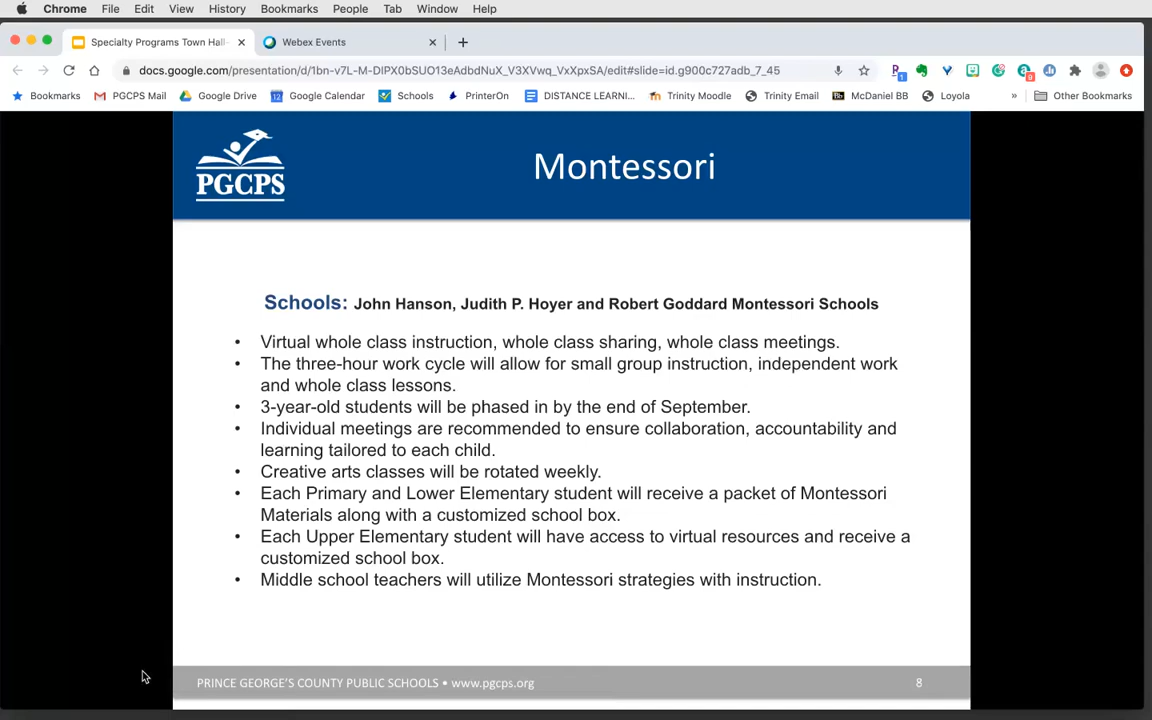 Chrome File Edit View History Bookmarks People Tab Window Help
Specialty Programs Town Hall- Webex Events
docs.google.com/presentation/d/1bn-v7L-M-DIPX0bSUO13eAdbdNuX_V3XVwq_VxXpxSA/edit#slide=id.g900c727adb_7_45
Bookmarks PGCPS Mail Google Drive 12 Google Calendar Schools PrinterOn DISTANCE LEARNI... Trinity Moodle Trinity Email BB McDaniel BB Loyola » Other Bookmarks
PGCPS
Montessori
Schools: John Hanson, Judith P. Hoyer and Robert Goddard Montessori Schools
• Virtual whole class instruction, whole class sharing, whole class meetings.
• The three-hour work cycle will allow for small group instruction, independent work
and whole class lessons.
• 3-year-old students will be phased in by the end of September.
• Individual meetings are recommended to ensure collaboration, accountability and
learning tailored to each child.
• Creative arts classes will be rotated weekly.
• Each Primary and Lower Elementary student will receive a packet of Montessori
Materials along with a customized school box.
• Each Upper Elementary student will have access to virtual resources and receive a
customized school box.
• Middle school teachers will utilize Montessori strategies with instruction.
PRINCE GEORGE'S COUNTY PUBLIC SCHOOLS • www.pgcps.org 8